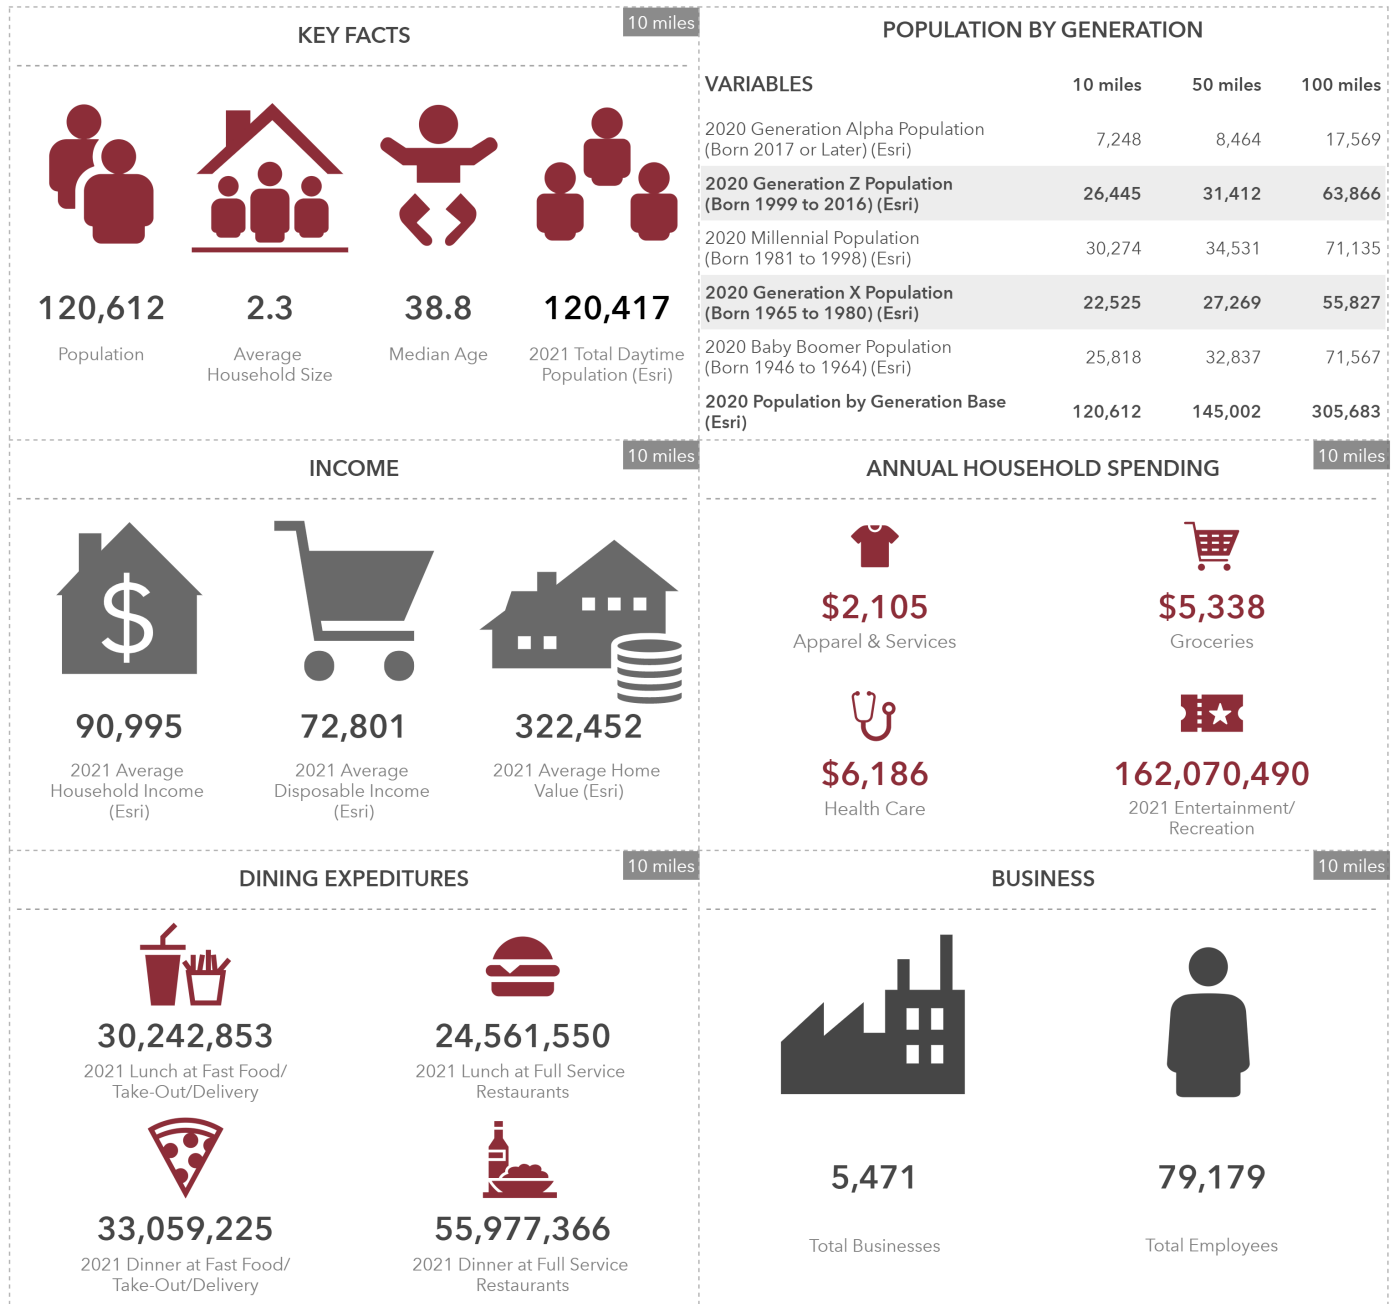 KEY FACTS
10 miles
120,612
Population
2.3
Average
Household Size
38.8
Median Age
120,417
2021 Total Daytime
Population (Esri)
POPULATION BY GENERATION
VARIABLES 10 miles 50 miles 100 miles
2020 Generation Alpha Population
(Born 2017 or Later) (Esri) 7,248 8,464 17,569
2020 Generation Z Population
(Born 1999 to 2016) (Esri) 26,445 31,412 63,866
2020 Millennial Population
(Born 1981 to 1998) (Esri) 30,274 34,531 71,135
2020 Generation X Population
(Born 1965 to 1980) (Esri) 22,525 27,269 55,827
2020 Baby Boomer Population
(Born 1946 to 1964) (Esri) 25,818 32,837 71,567
2020 Population by Generation Base
(Esri) 120,612 145,002 305,683
INCOME
10 miles
90,995
2021 Average
Household Income
(Esri)
72,801
2021 Average
Disposable Income
(Esri)
322,452
2021 Average Home
Value (Esri)
ANNUAL HOUSEHOLD SPENDING
10 miles
$2,105
Apparel & Services
$5,338
Groceries
$6,186
Health Care
162,070,490
2021 Entertainment/
Recreation
DINING EXPEDITURES
10 miles
30,242,853
2021 Lunch at Fast Food/
Take-Out/Delivery
24,561,550
2021 Lunch at Full Service
Restaurants
33,059,225
2021 Dinner at Fast Food/
Take-Out/Delivery
55,977,366
2021 Dinner at Full Service
Restaurants
BUSINESS
10 miles
5,471
Total Businesses
79,179
Total Employees